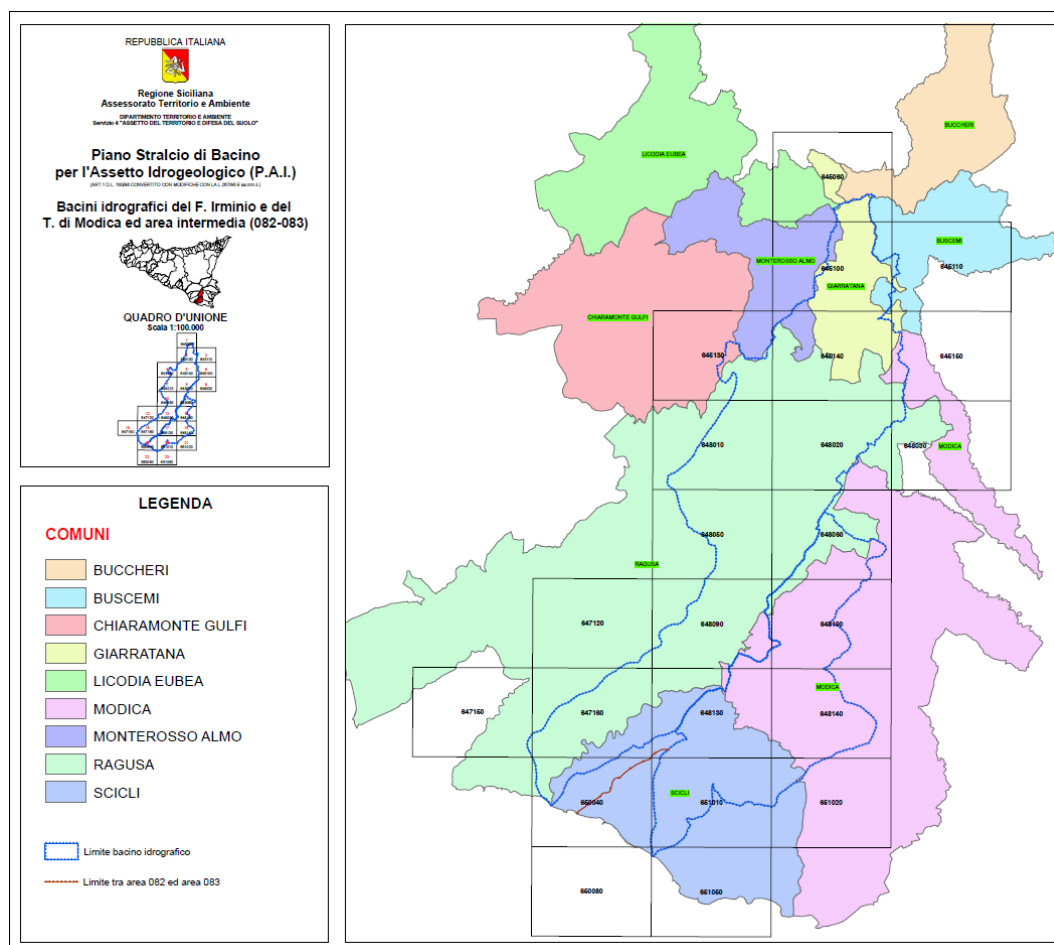 REPUBBLICA ITALIANA
Regione Siciliana
Assessorato Territorio e Ambiente
DIPARTIMENTO TERRITORIO E AMBIENTE
Servizio 4 "ASSETTO DEL TERRITORIO E DIFESA DEL SUOLO"
Piano Stralcio di Bacino
per l'Assetto Idrogeologico (P.A.I.)
Bacini idrografici del F. Irminio e del
T. di Modica ed area intermedia (082-083)
QUADRO D'UNIONE
Scala 1:100.000
LEGENDA
COMUNI
BUCCHERI
BUSCEMI
CHIARAMONTE GULFI
GIARRATANA
LICODIA EUBEA
MODICA
MONTEROSSO ALMO
RAGUSA
SCICLI
Limite bacino idrografico
Limite tra area 082 ed area 083
BUCCHERI
LICODIA EUBEA
645060
BUSCEMI
MONTEROSSO ALMO
645100
645110
GIARRATANA
CHIARAMONTE GULFI
645130
645140
645150
648010
648020
648030
MODICA
648050
648060
RAGUSA
647120
648090
648100
MODICA
647150
647160
648130
648140
SCICLI
650040
651010
651020
650080
651050